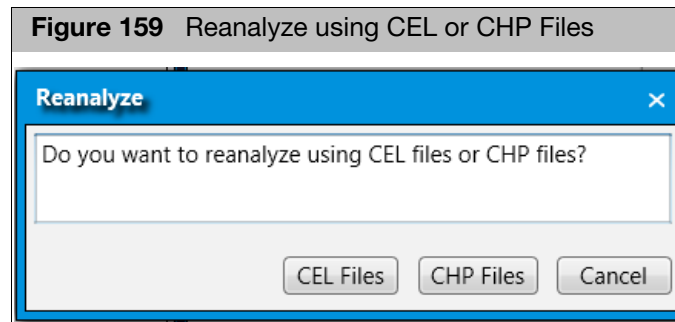 Figure 159 Reanalyze using CEL or CHP Files
Reanalyze ×
Do you want to reanalyze using CEL files or CHP files?
CEL Files CHP Files Cancel